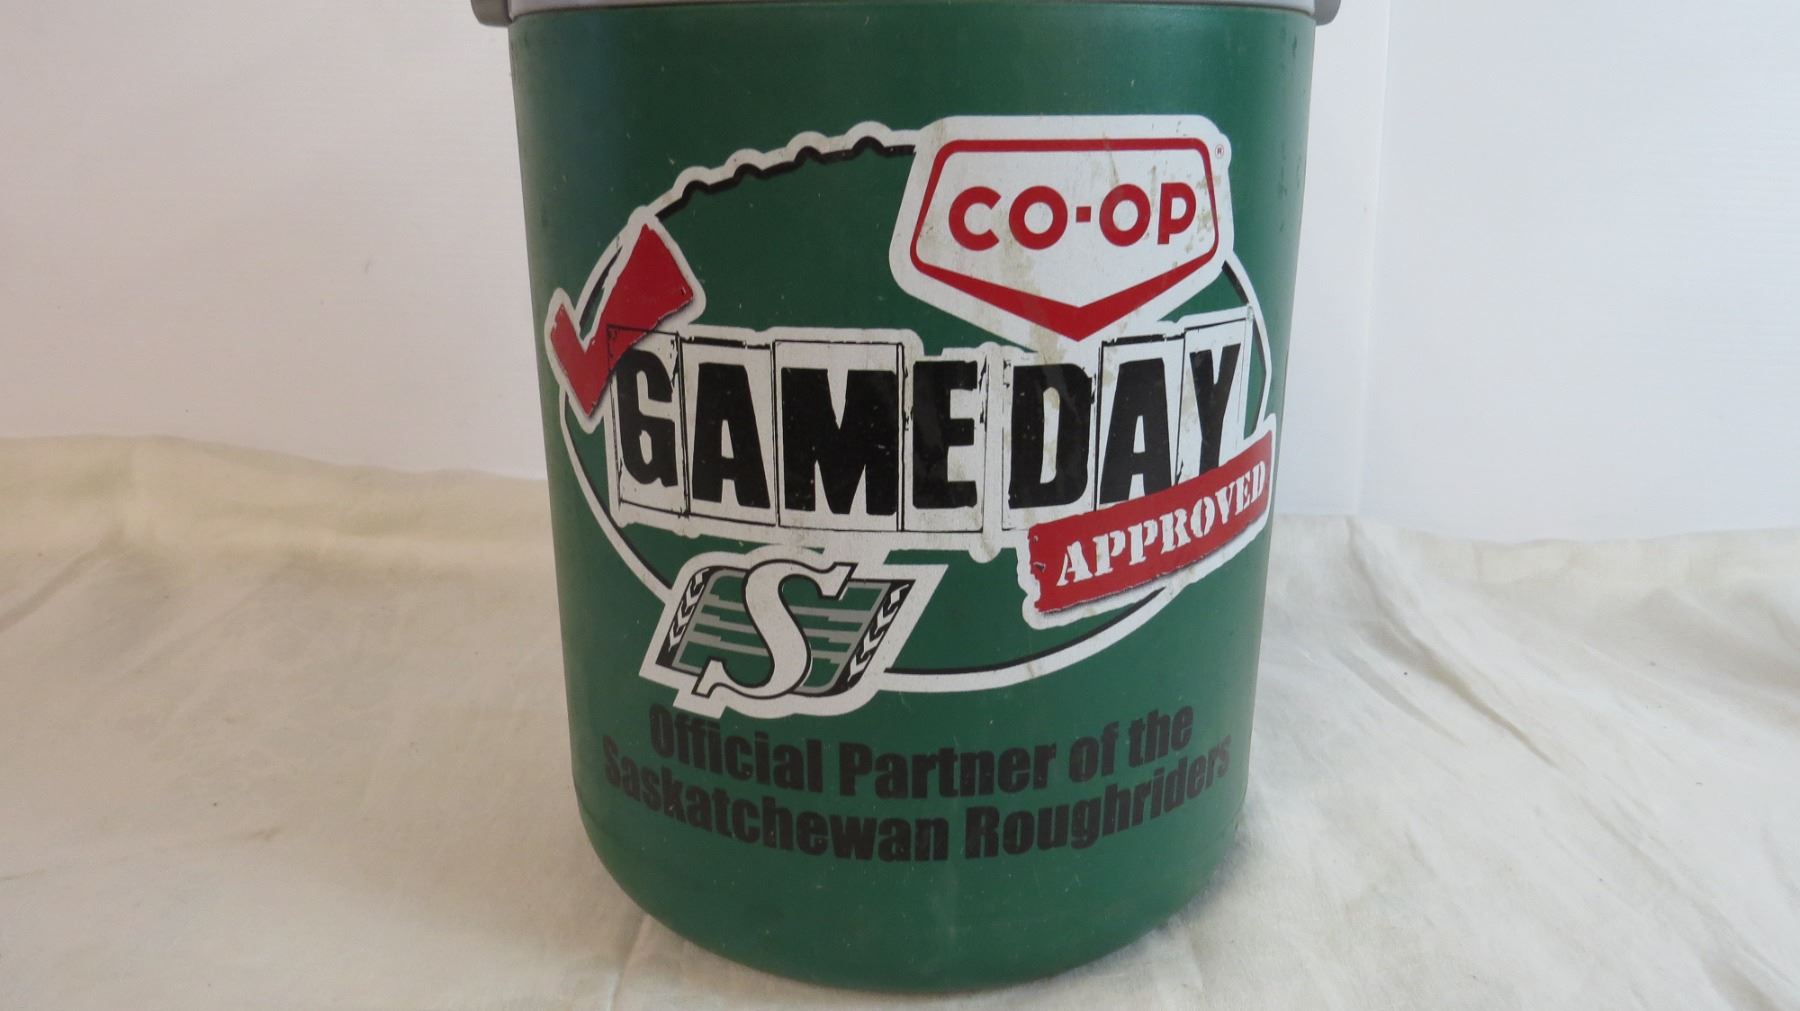 CO-OP®
GAME DAY
APPROVED
S
Official Partner of the
Saskatchewan Roughriders